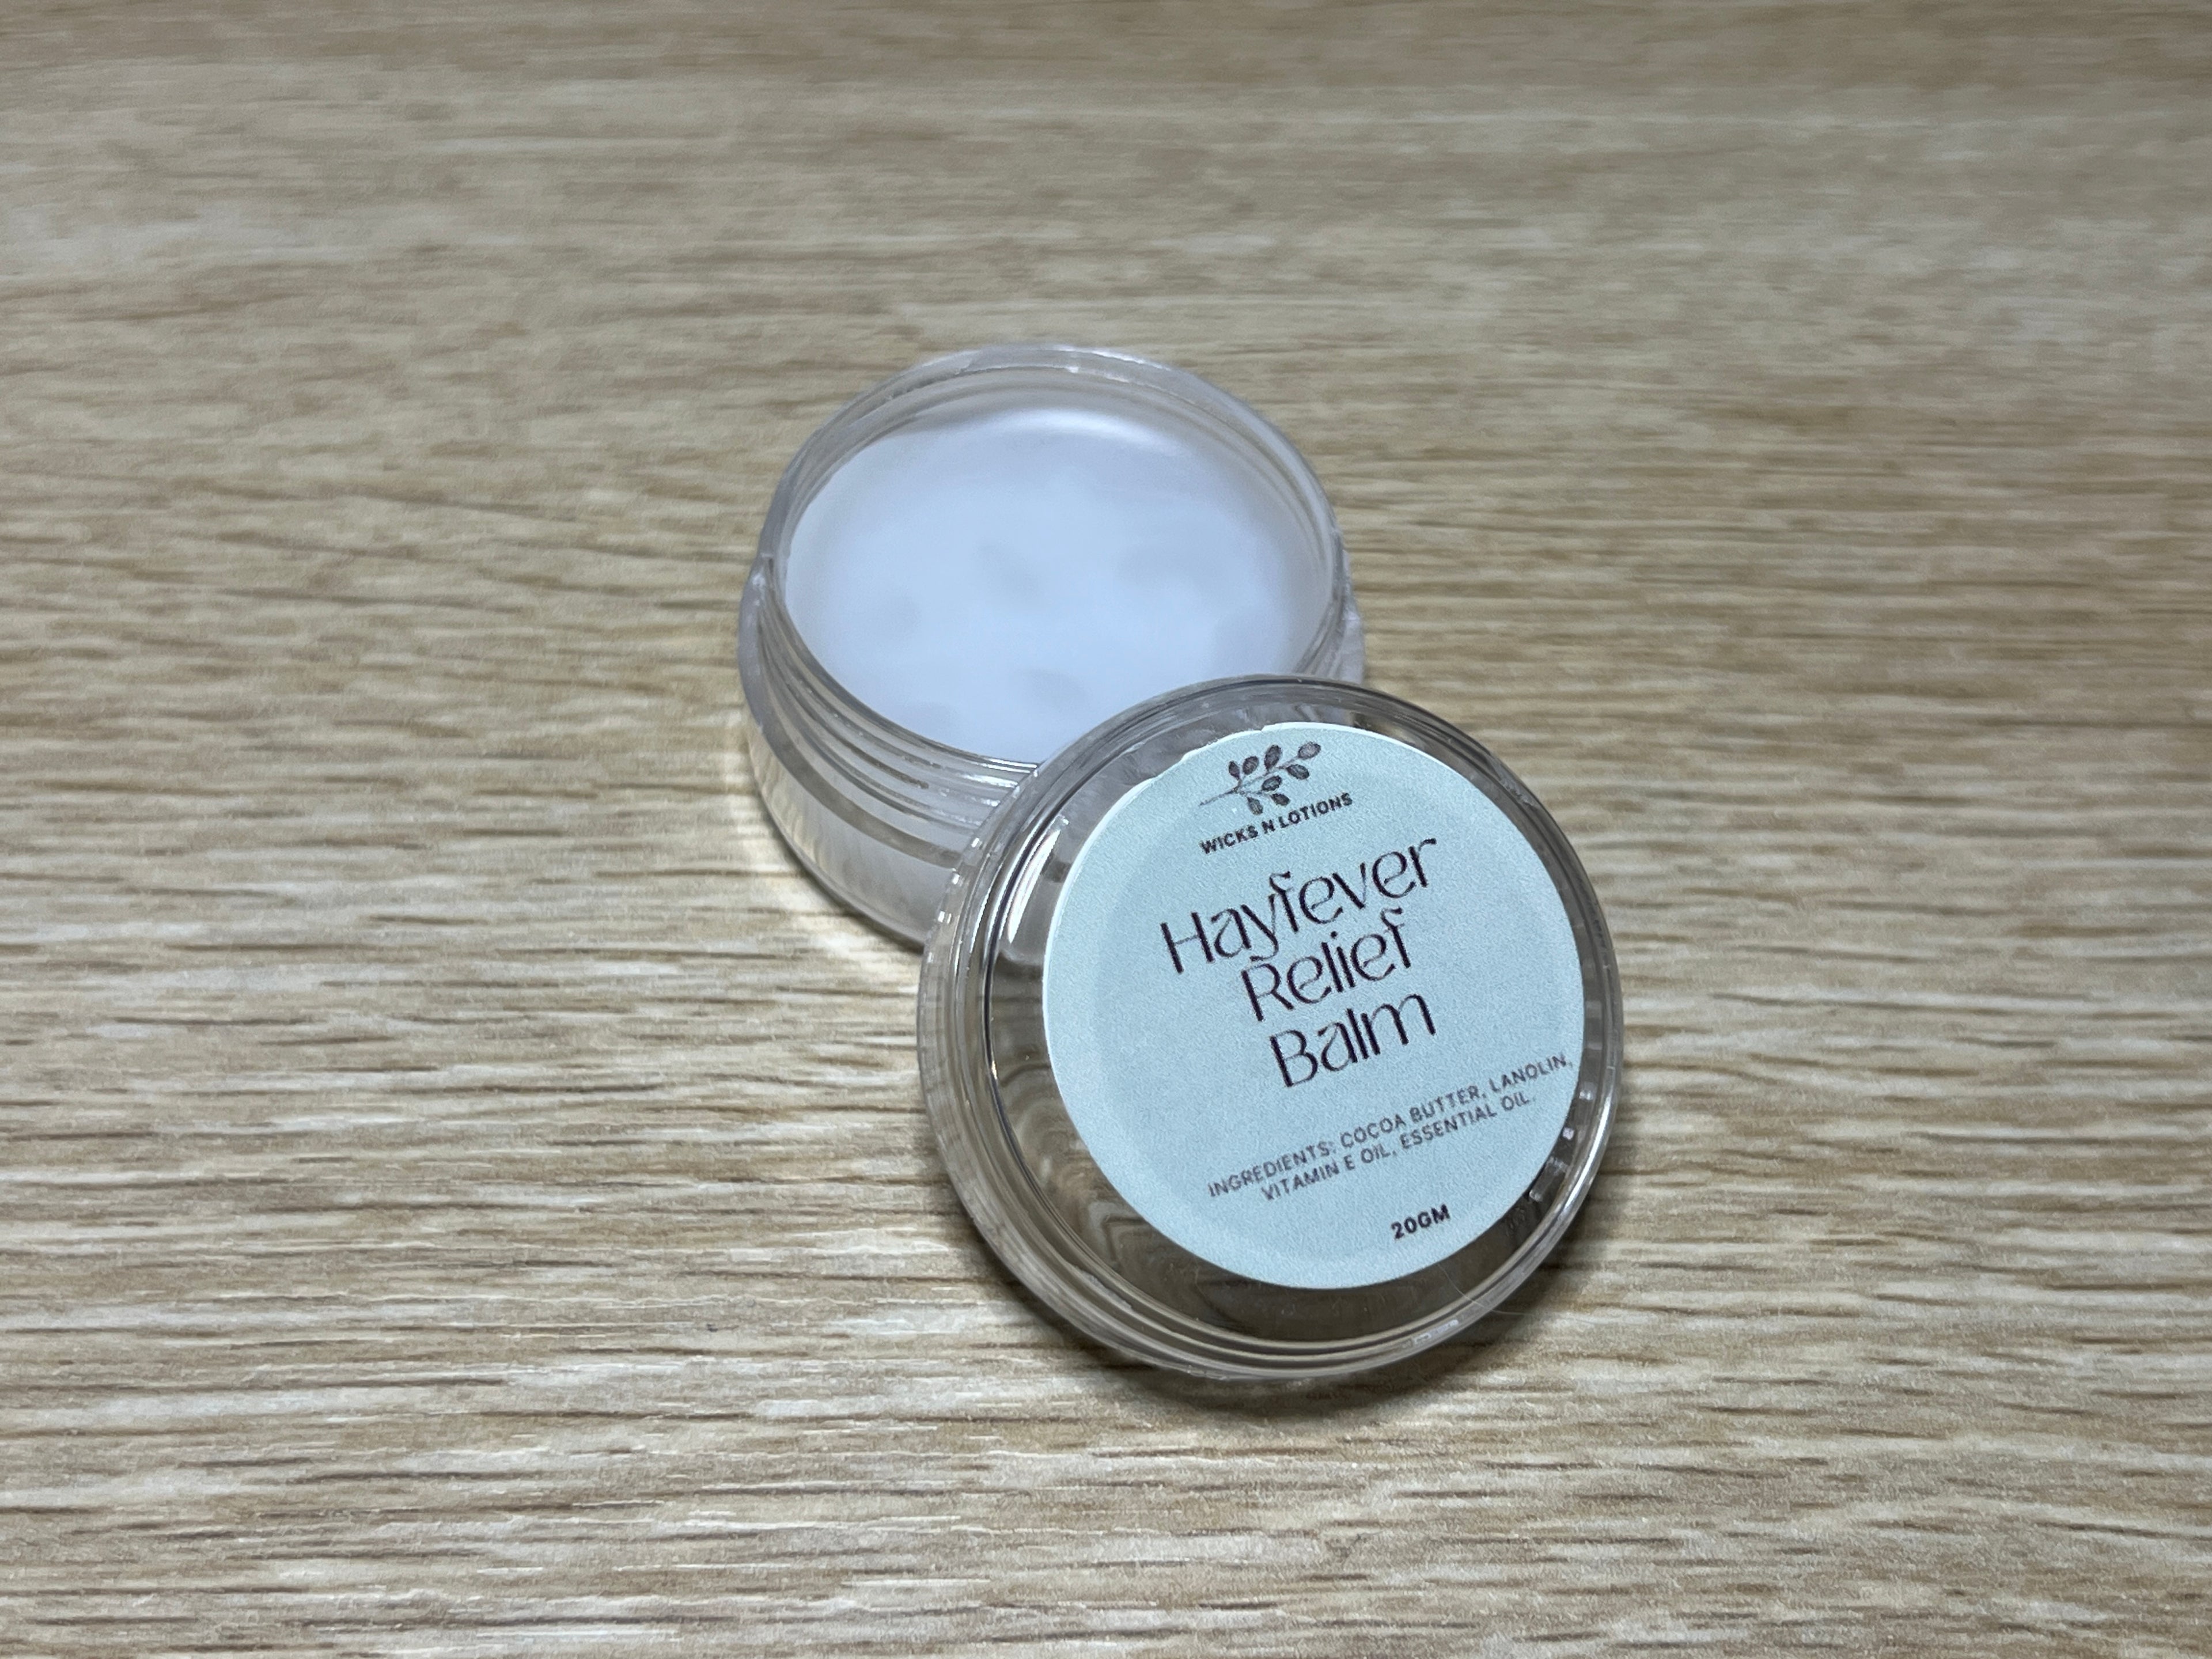 WICKS N LOTIONS
Hayfever
Relief
Balm
INGREDIENTS: COCOA BUTTER, LANOLIN,
VITAMIN E OIL, ESSENTIAL OIL.
20GM